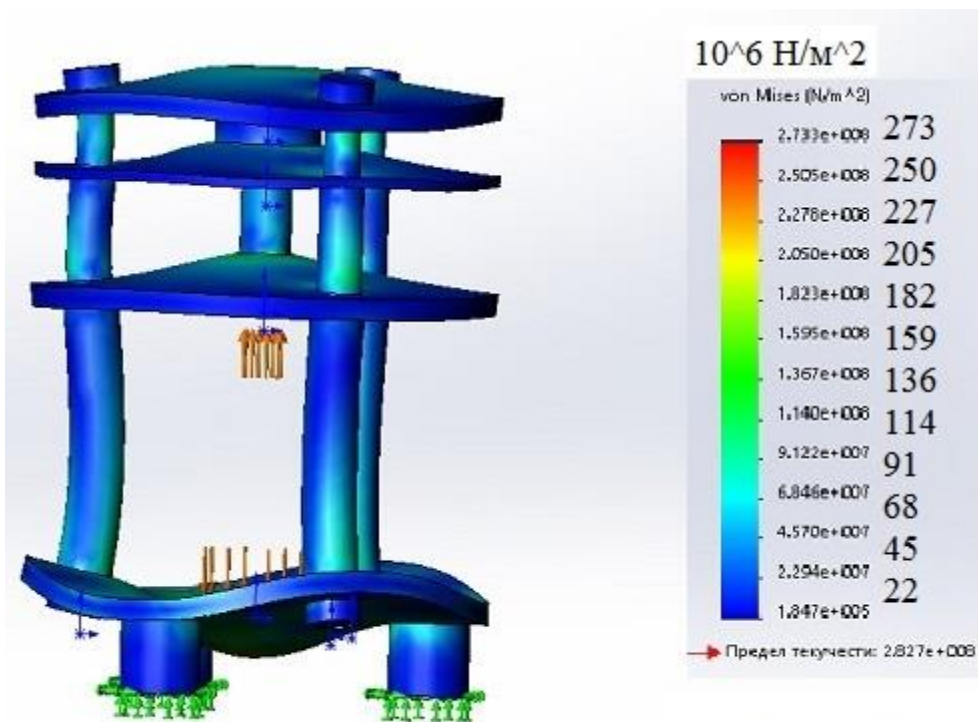 10^6 Н/м^2
von Mises (N/m^2)
2.733e+008 273
2.505e+008 250
2.278e+008 227
2.050e+008 205
1.823e+008 182
1.595e+008 159
1.367e+008 136
1.140e+008 114
9.122e+007 91
6.846e+007 68
4.570e+007 45
2.294e+007 22
1.847e+005
Предел текучести: 2.827e+008